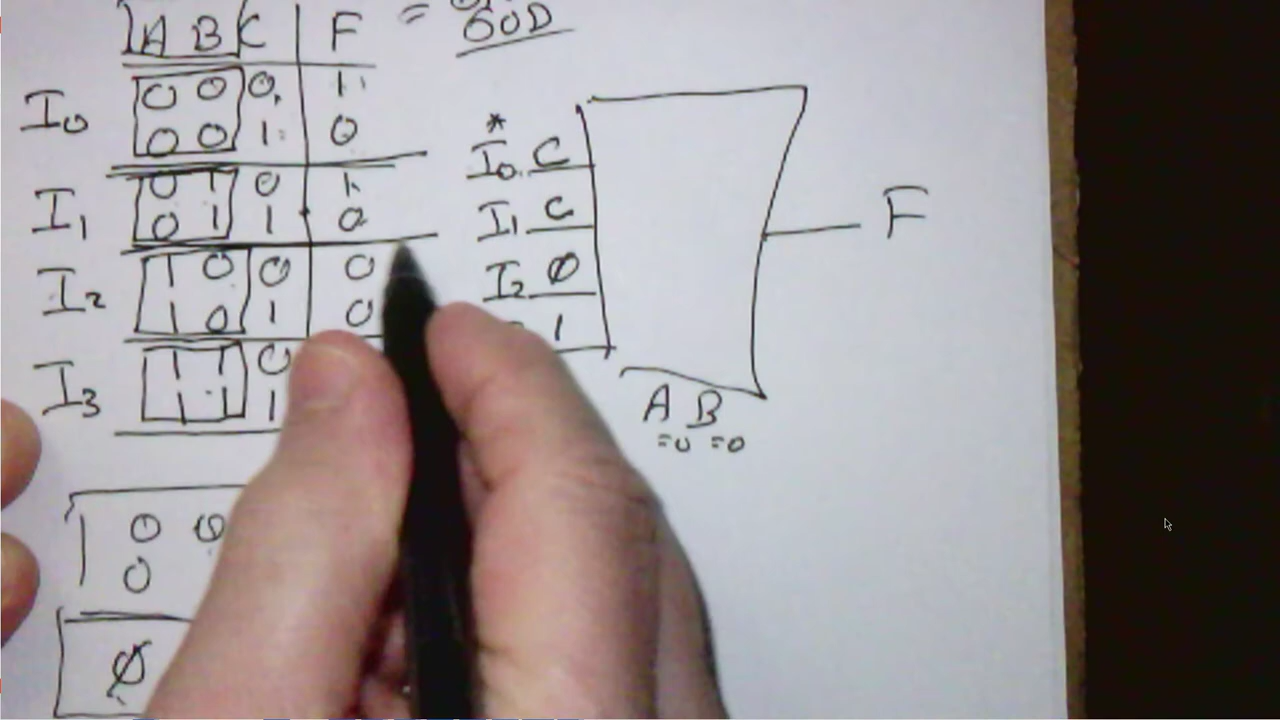 A B C F =
I0 0 0 0 1
0 0 1 0
I1 0 1 0 1
0 1 1 0
I2 1 0 0 0
1 0 1 0
I3 1 1 0
1 1 1
* I0 C
I1 C
I2 Ø
1
F
A B
=0 =0
0 0
0
Ø